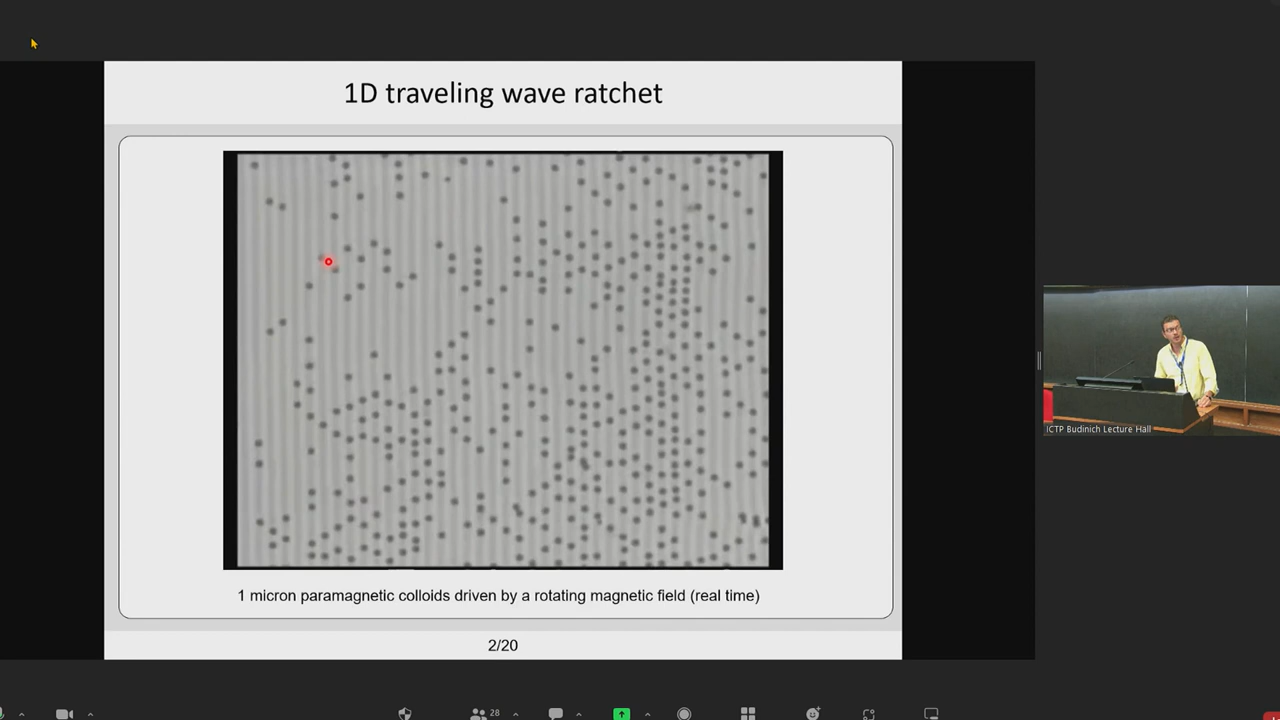 1D traveling wave ratchet
1 micron paramagnetic colloids driven by a rotating magnetic field (real time)
2/20
ICTP Budinich Lecture Hall
28